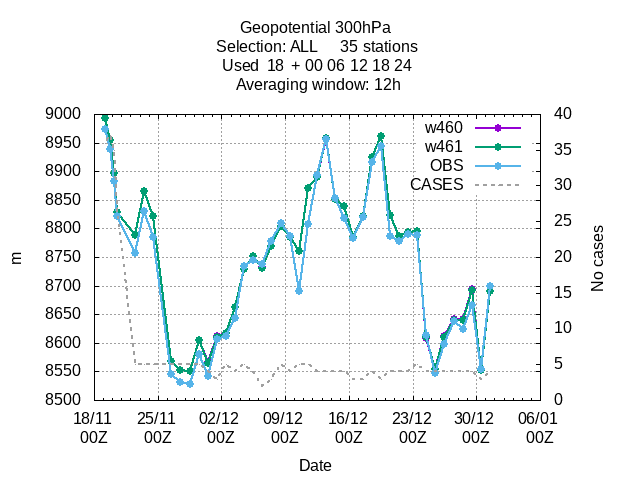 Geopotential 300hPa
Selection: ALL 35 stations
Used 18 + 00 06 12 18 24
Averaging window: 12h
9000
8950
8900
8850
8800
8750
8700
8650
8600
8550
8500
m
40
35
30
25
20
15
10
5
0
No cases
w460
w461
OBS
CASES
18/11 25/11 02/12 09/12 16/12 23/12 30/12 06/01
00Z 00Z 00Z 00Z 00Z 00Z 00Z 00Z
Date